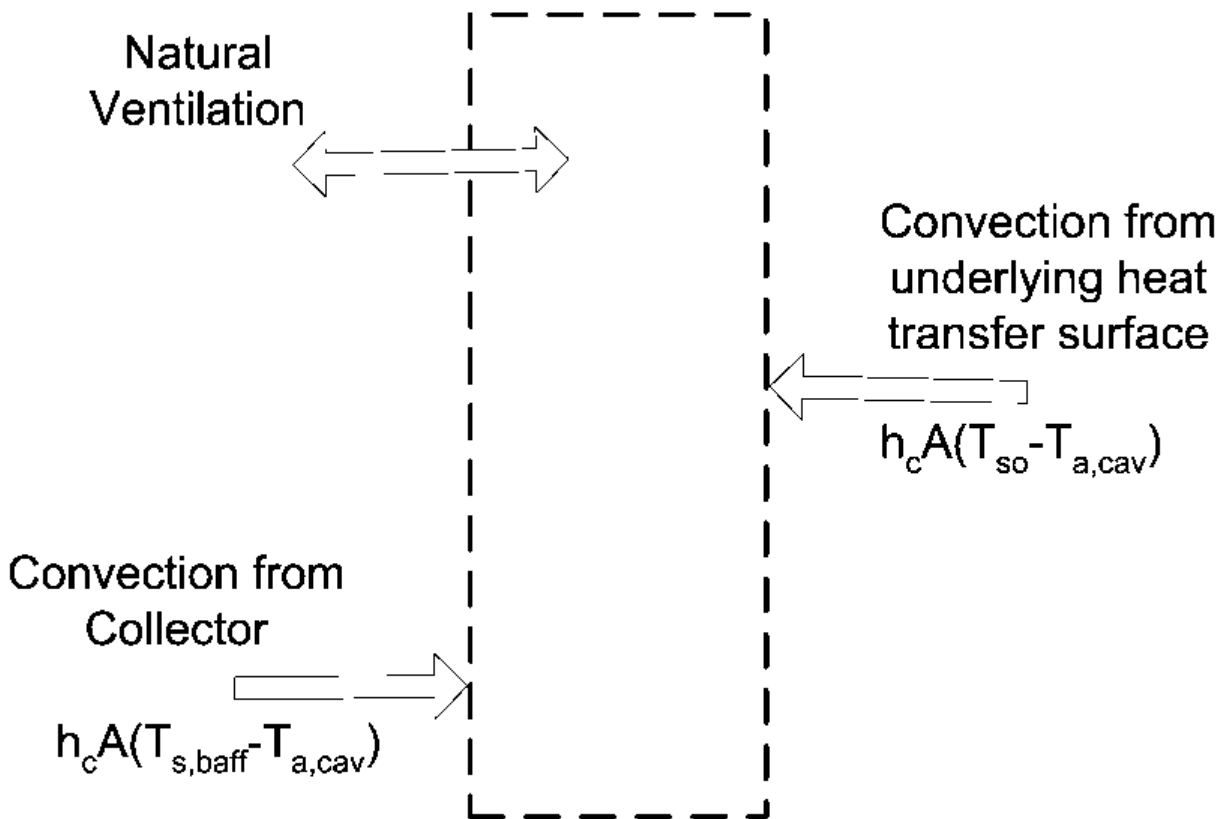 Natural
Ventilation
Convection from
underlying heat
transfer surface
h_cA(T_so-T_a,cav)
Convection from
Collector
h_cA(T_s,baff-T_a,cav)